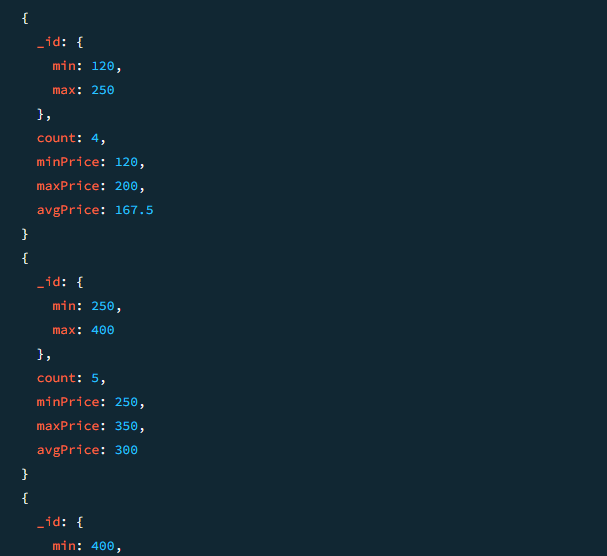 {
_id: {
min: 120,
max: 250
},
count: 4,
minPrice: 120,
maxPrice: 200,
avgPrice: 167.5
}
{
_id: {
min: 250,
max: 400
},
count: 5,
minPrice: 250,
maxPrice: 350,
avgPrice: 300
}
{
_id: {
min: 400,